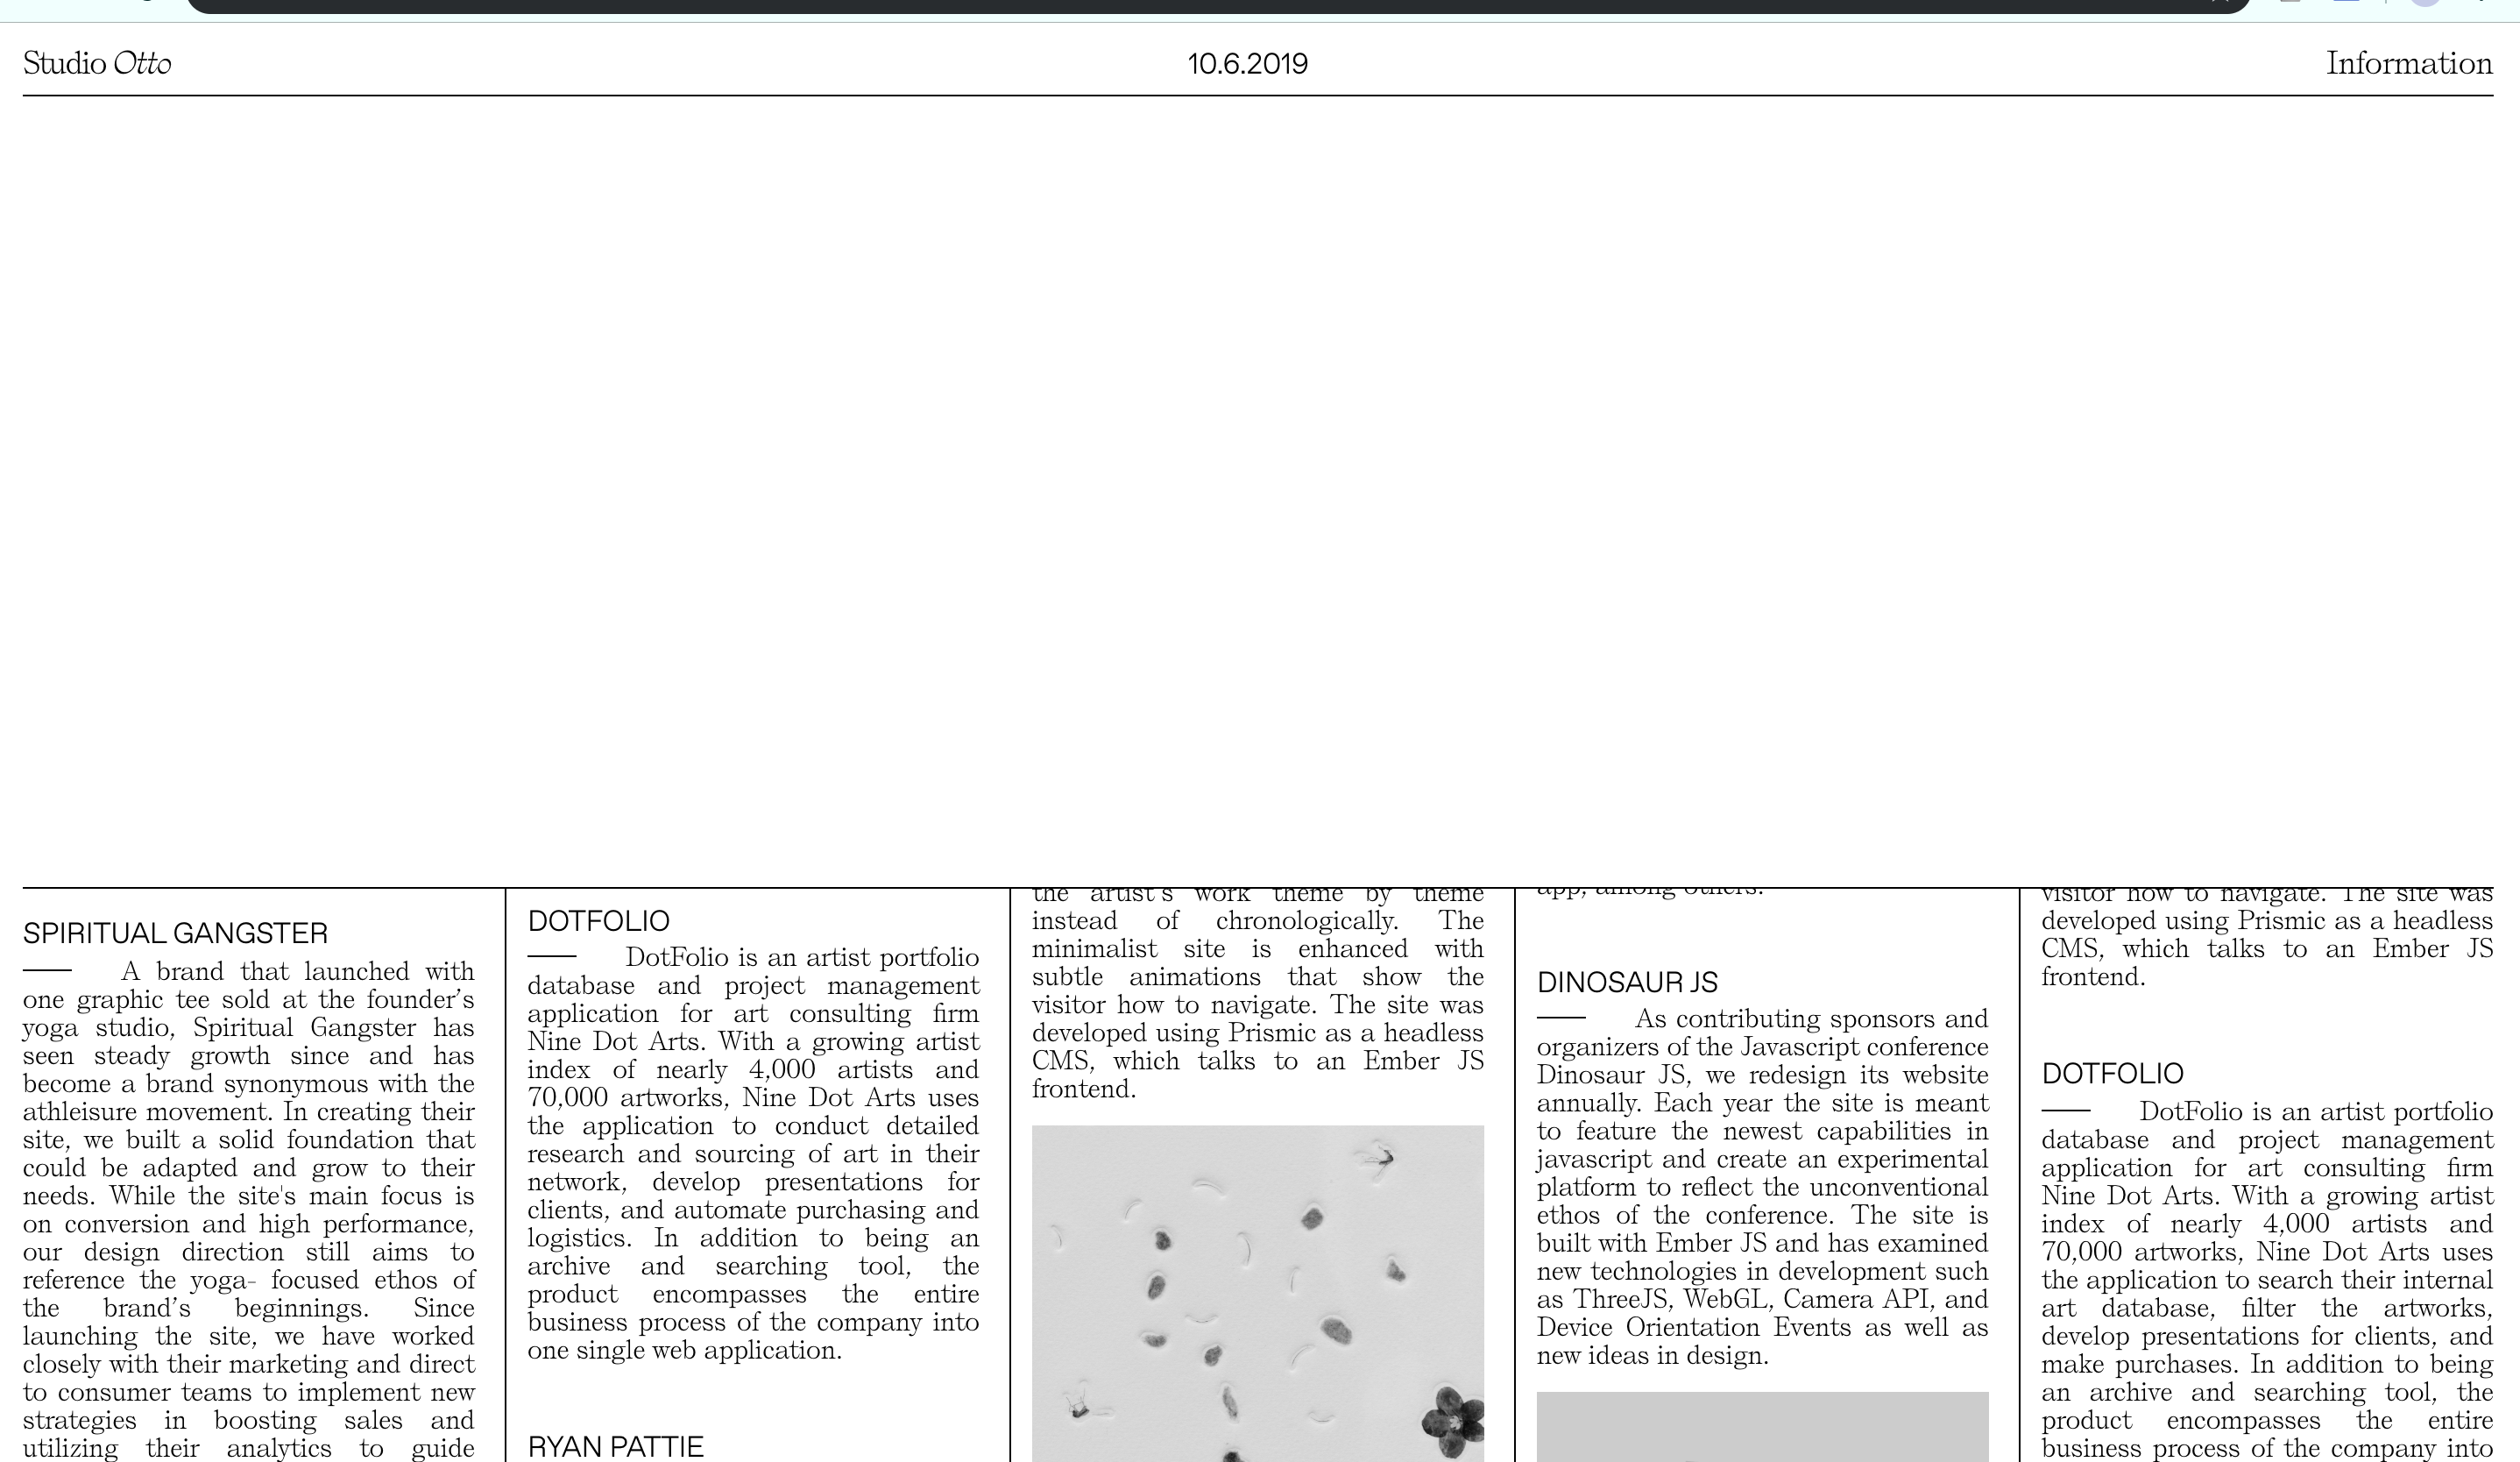 Studio Otto
10.6.2019
Information
SPIRITUAL GANGSTER
A brand that launched with
one graphic tee sold at the founder’s
yoga studio, Spiritual Gangster has
seen steady growth since and has
become a brand synonymous with the
athleisure movement. In creating their
site, we built a solid foundation that
could be adapted and grow to their
needs. While the site's main focus is
on conversion and high performance,
our design direction still aims to
reference the yoga- focused ethos of
the brand’s beginnings. Since
launching the site, we have worked
closely with their marketing and direct
to consumer teams to implement new
strategies in boosting sales and
utilizing their analytics to guide
DOTFOLIO
DotFolio is an artist portfolio
database and project management
application for art consulting firm
Nine Dot Arts. With a growing artist
index of nearly 4,000 artists and
70,000 artworks, Nine Dot Arts uses
the application to conduct detailed
research and sourcing of art in their
network, develop presentations for
clients, and automate purchasing and
logistics. In addition to being an
archive and searching tool, the
product encompasses the entire
business process of the company into
one single web application.
RYAN PATTIE
the artist's work theme by theme
instead of chronologically. The
minimalist site is enhanced with
subtle animations that show the
visitor how to navigate. The site was
developed using Prismic as a headless
CMS, which talks to an Ember JS
frontend.
app, among others.
DINOSAUR JS
As contributing sponsors and
organizers of the Javascript conference
Dinosaur JS, we redesign its website
annually. Each year the site is meant
to feature the newest capabilities in
javascript and create an experimental
platform to reflect the unconventional
ethos of the conference. The site is
built with Ember JS and has examined
new technologies in development such
as ThreeJS, WebGL, Camera API, and
Device Orientation Events as well as
new ideas in design.
visitor how to navigate. The site was
developed using Prismic as a headless
CMS, which talks to an Ember JS
frontend.
DOTFOLIO
DotFolio is an artist portfolio
database and project management
application for art consulting firm
Nine Dot Arts. With a growing artist
index of nearly 4,000 artists and
70,000 artworks, Nine Dot Arts uses
the application to search their internal
art database, filter the artworks,
develop presentations for clients, and
make purchases. In addition to being
an archive and searching tool, the
product encompasses the entire
business process of the company into